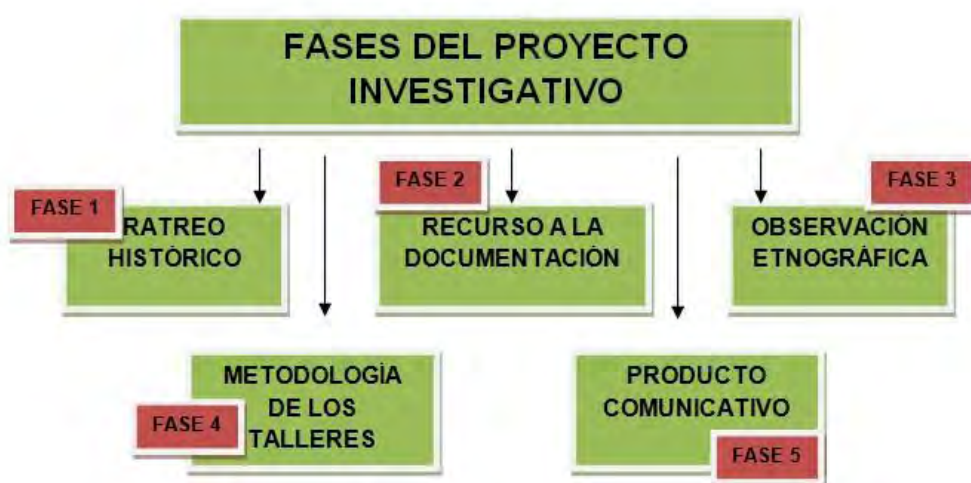 FASES DEL PROYECTO
INVESTIGATIVO
FASE 1
RATREO
HISTÓRICO
FASE 2
RECURSO A LA
DOCUMENTACIÓN
FASE 3
OBSERVACIÓN
ETNOGRÁFICA
METODOLOGÍA
DE LOS
TALLERES
FASE 4
PRODUCTO
COMUNICATIVO
FASE 5